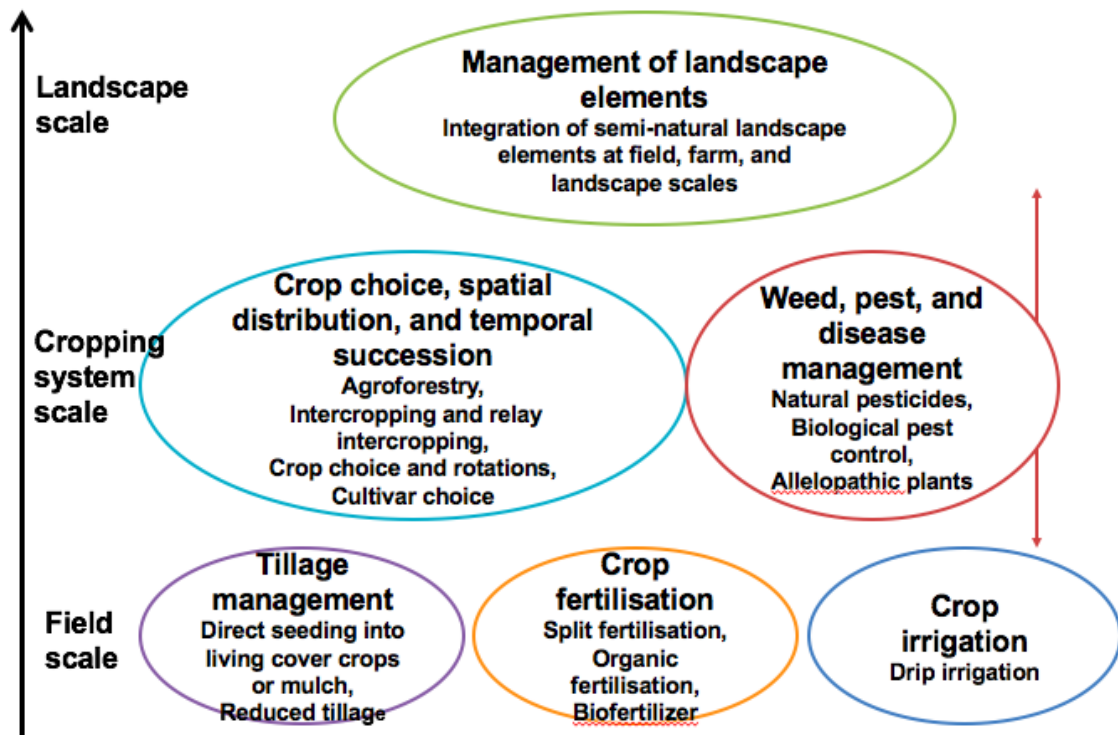 Landscape
scale
Management of landscape
elements
Integration of semi-natural landscape
elements at field, farm, and
landscape scales
Cropping
system
scale
Crop choice, spatial
distribution, and temporal
succession
Agroforestry,
Intercropping and relay
intercropping,
Crop choice and rotations,
Cultivar choice
Weed, pest, and
disease
management
Natural pesticides,
Biological pest
control,
Allelopathic plants
Field
scale
Tillage
management
Direct seeding into
living cover crops
or mulch,
Reduced tillage
Crop
fertilisation
Split fertilisation,
Organic
fertilisation,
Biofertilizer
Crop
irrigation
Drip irrigation